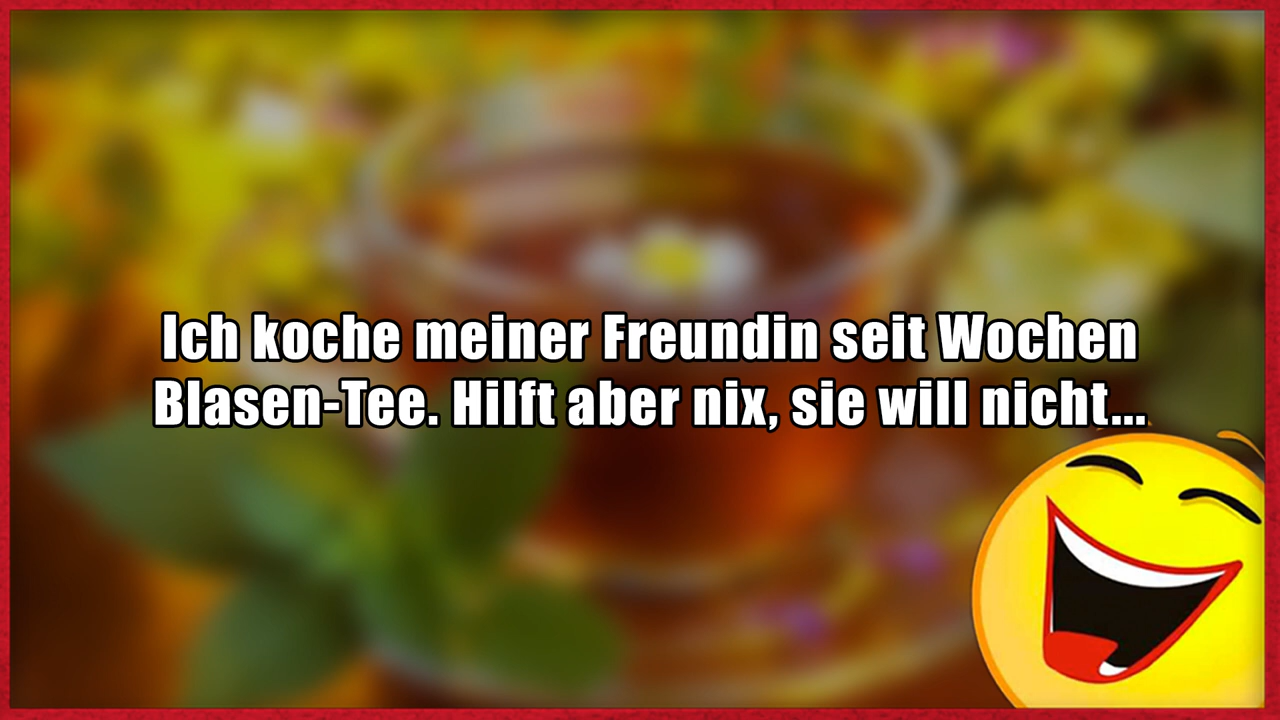 Ich koche meiner Freundin seit Wochen
Blasen-Tee. Hilft aber nix, sie will nicht...